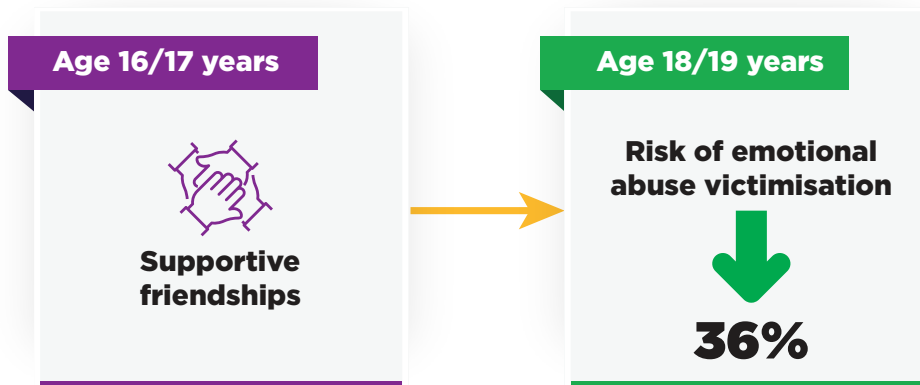 Age 16/17 years
Supportive
friendships
Age 18/19 years
Risk of emotional
abuse victimisation
36%